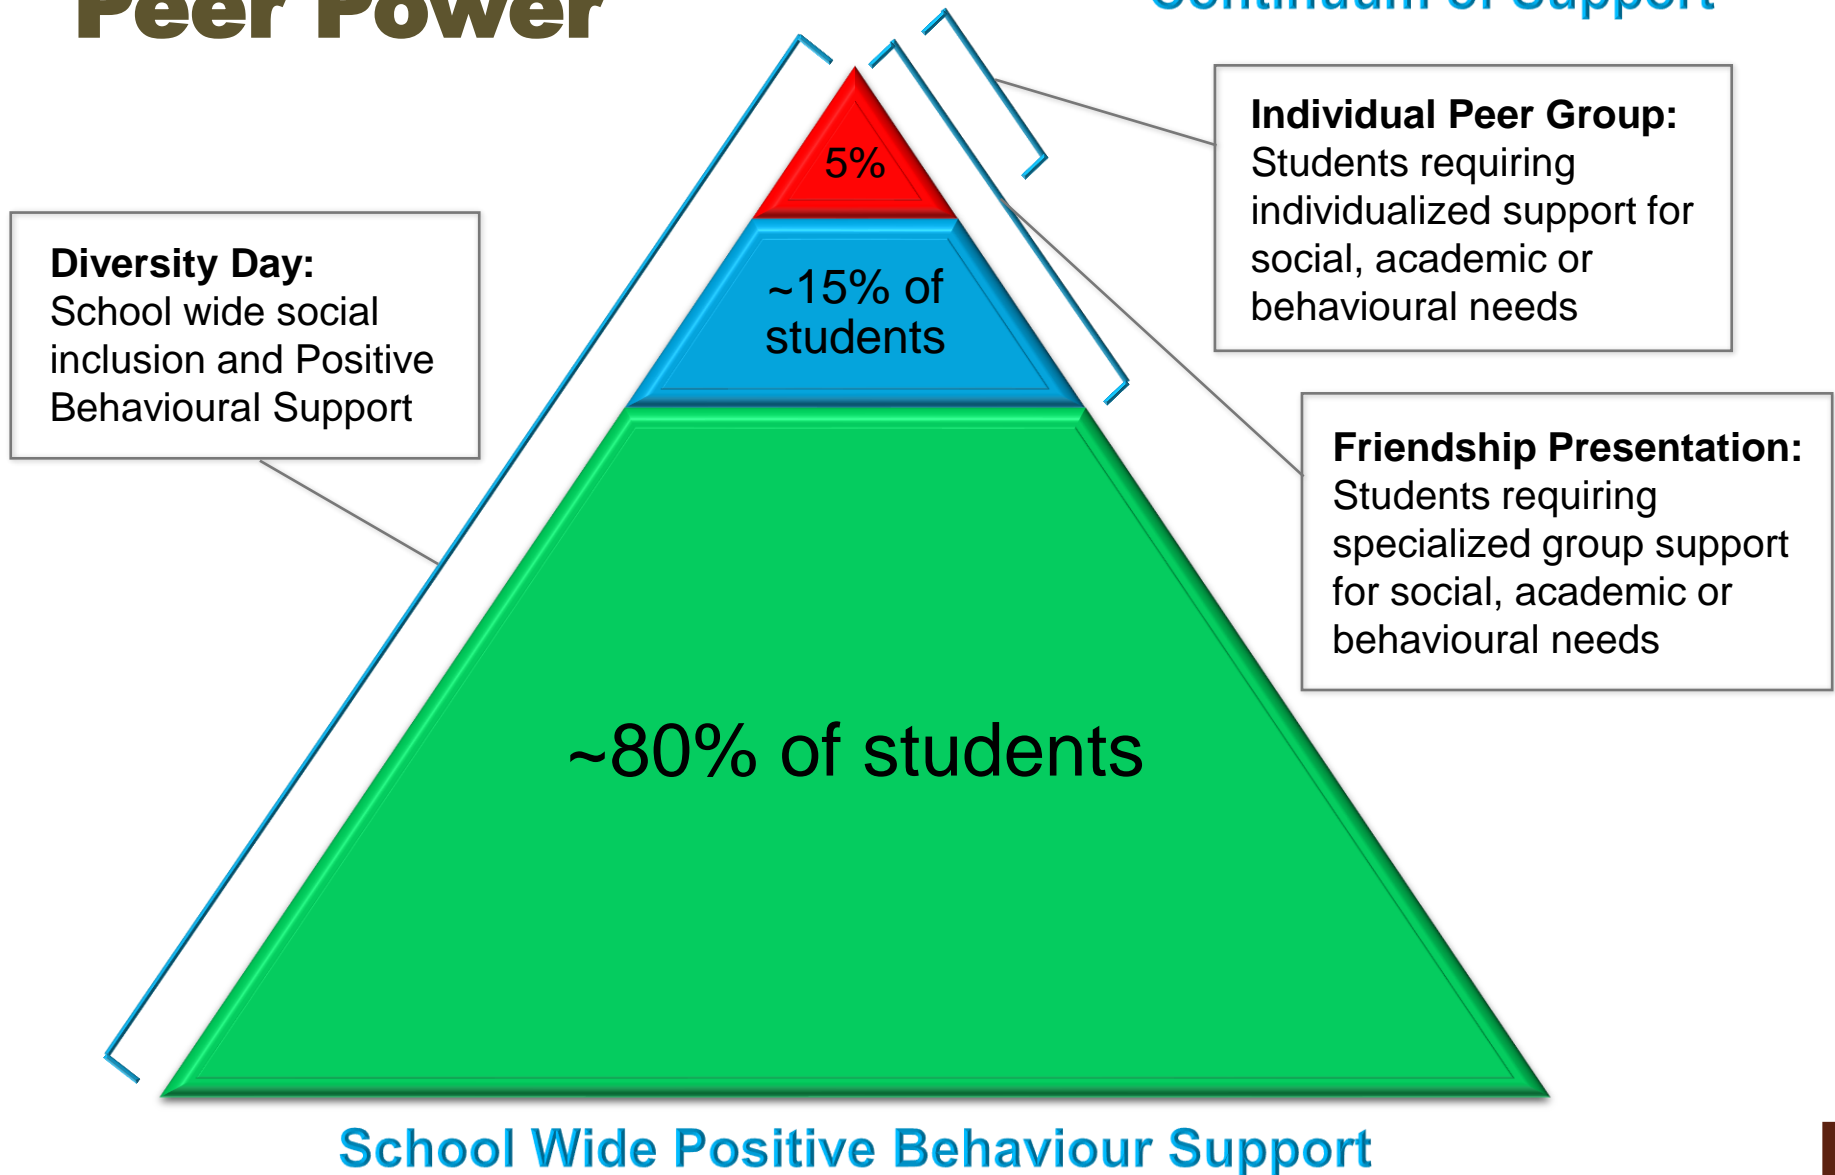 Peer Power
Continuum of Support
Individual Peer Group:
Students requiring
individualized support for
social, academic or
behavioural needs
5%
Diversity Day:
School wide social
inclusion and Positive
Behavioural Support
~15% of
students
Friendship Presentation:
Students requiring
specialized group support
for social, academic or
behavioural needs
~80% of students
School Wide Positive Behaviour Support